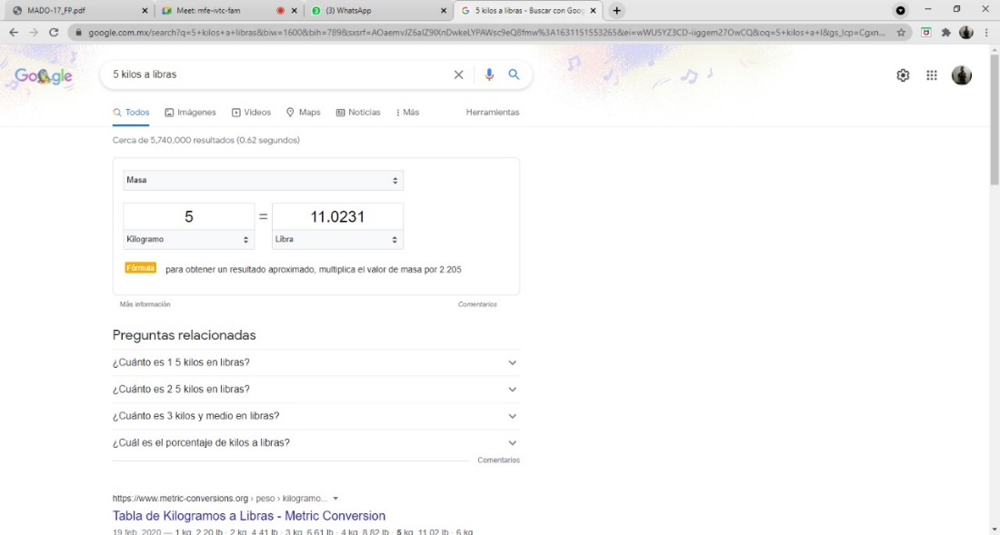 MADO-17_FP.pdf
Meet: mfe-ivtc-fam
(3) WhatsApp
5 kilos a libras - Buscar con Goo
google.com.mx/search?q=5+kilos+a+libras&biw=1600&bih=789&sxsrf=AOaemvJZ6aIZ9IXnDwkeLYPAWsc9eQ8fmw%3A1631151553265&ei=wWU5YZ3CD-iiggem27OwCQ&oq=5+kilos+a+l&gs_lcp=Cgxn...
Google
5 kilos a libras
Todos
Imágenes
Videos
Maps
Noticias
Más
Herramientas
Cerca de 5,740,000 resultados (0.62 segundos)
Masa
5 = 11.0231
Kilogramo
Libra
Fórmula para obtener un resultado aproximado, multiplica el valor de masa por 2.205
Más información
Comentarios
Preguntas relacionadas
¿Cuánto es 1 5 kilos en libras?
¿Cuánto es 2 5 kilos en libras?
¿Cuánto es 3 kilos y medio en libras?
¿Cuál es el porcentaje de kilos a libras?
Comentarios
https://www.metric-conversions.org › peso › kilogramo...
Tabla de Kilogramos a Libras - Metric Conversion
19 feb. 2020 — 1 kg. 2.20 lb · 2 kg. 4.41 lb · 3 kg. 6.61 lb · 4 kg. 8.82 lb · 5 kg. 11.02 lb · 6 kg